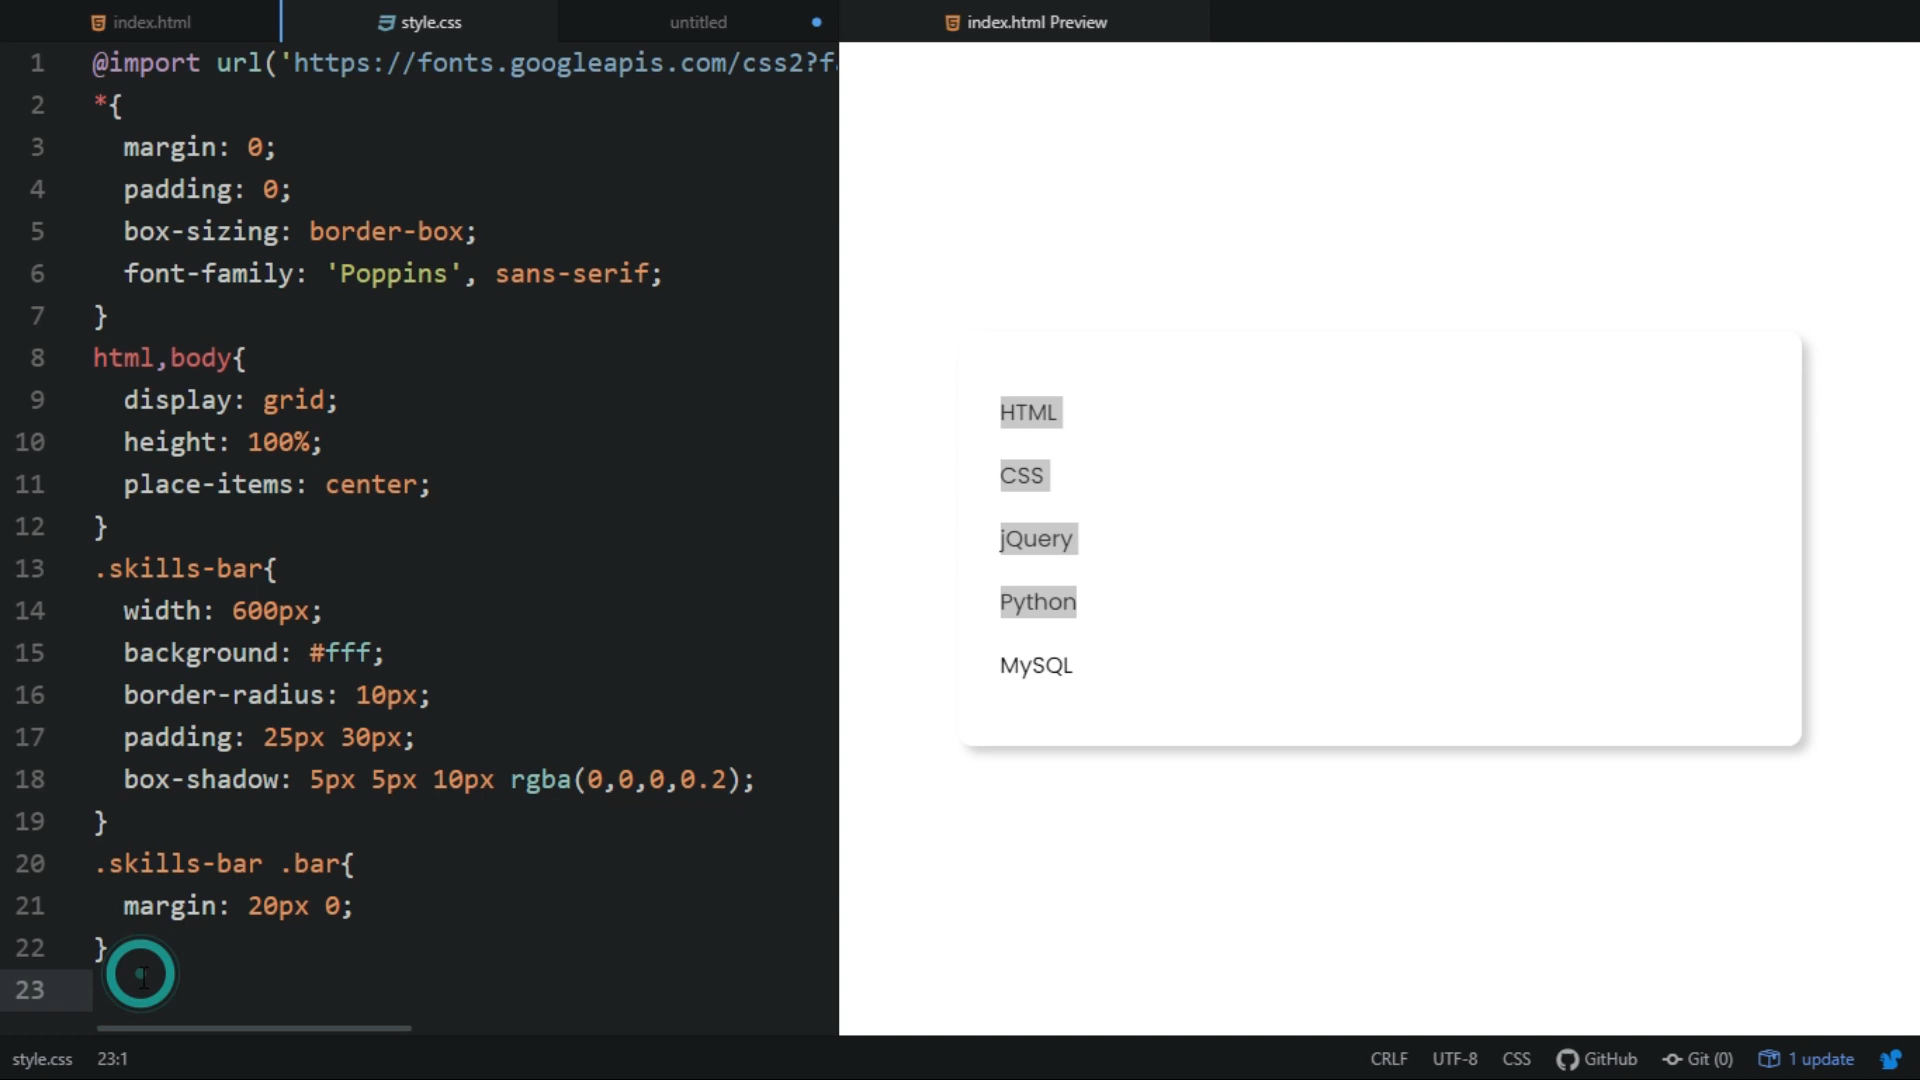 index.html
style.css
untitled
index.html Preview
1 @import url('https://fonts.googleapis.com/css2?f
2 *{
3 margin: 0;
4 padding: 0;
5 box-sizing: border-box;
6 font-family: 'Poppins', sans-serif;
7 }
8 html,body{
9 display: grid;
10 height: 100%;
11 place-items: center;
12 }
13 .skills-bar{
14 width: 600px;
15 background: #fff;
16 border-radius: 10px;
17 padding: 25px 30px;
18 box-shadow: 5px 5px 10px rgba(0,0,0,0.2);
19 }
20 .skills-bar .bar{
21 margin: 20px 0;
22 }
23
HTML
CSS
jQuery
Python
MySQL
style.css 23:1 CRLF UTF-8 CSS GitHub Git (0) 1 update